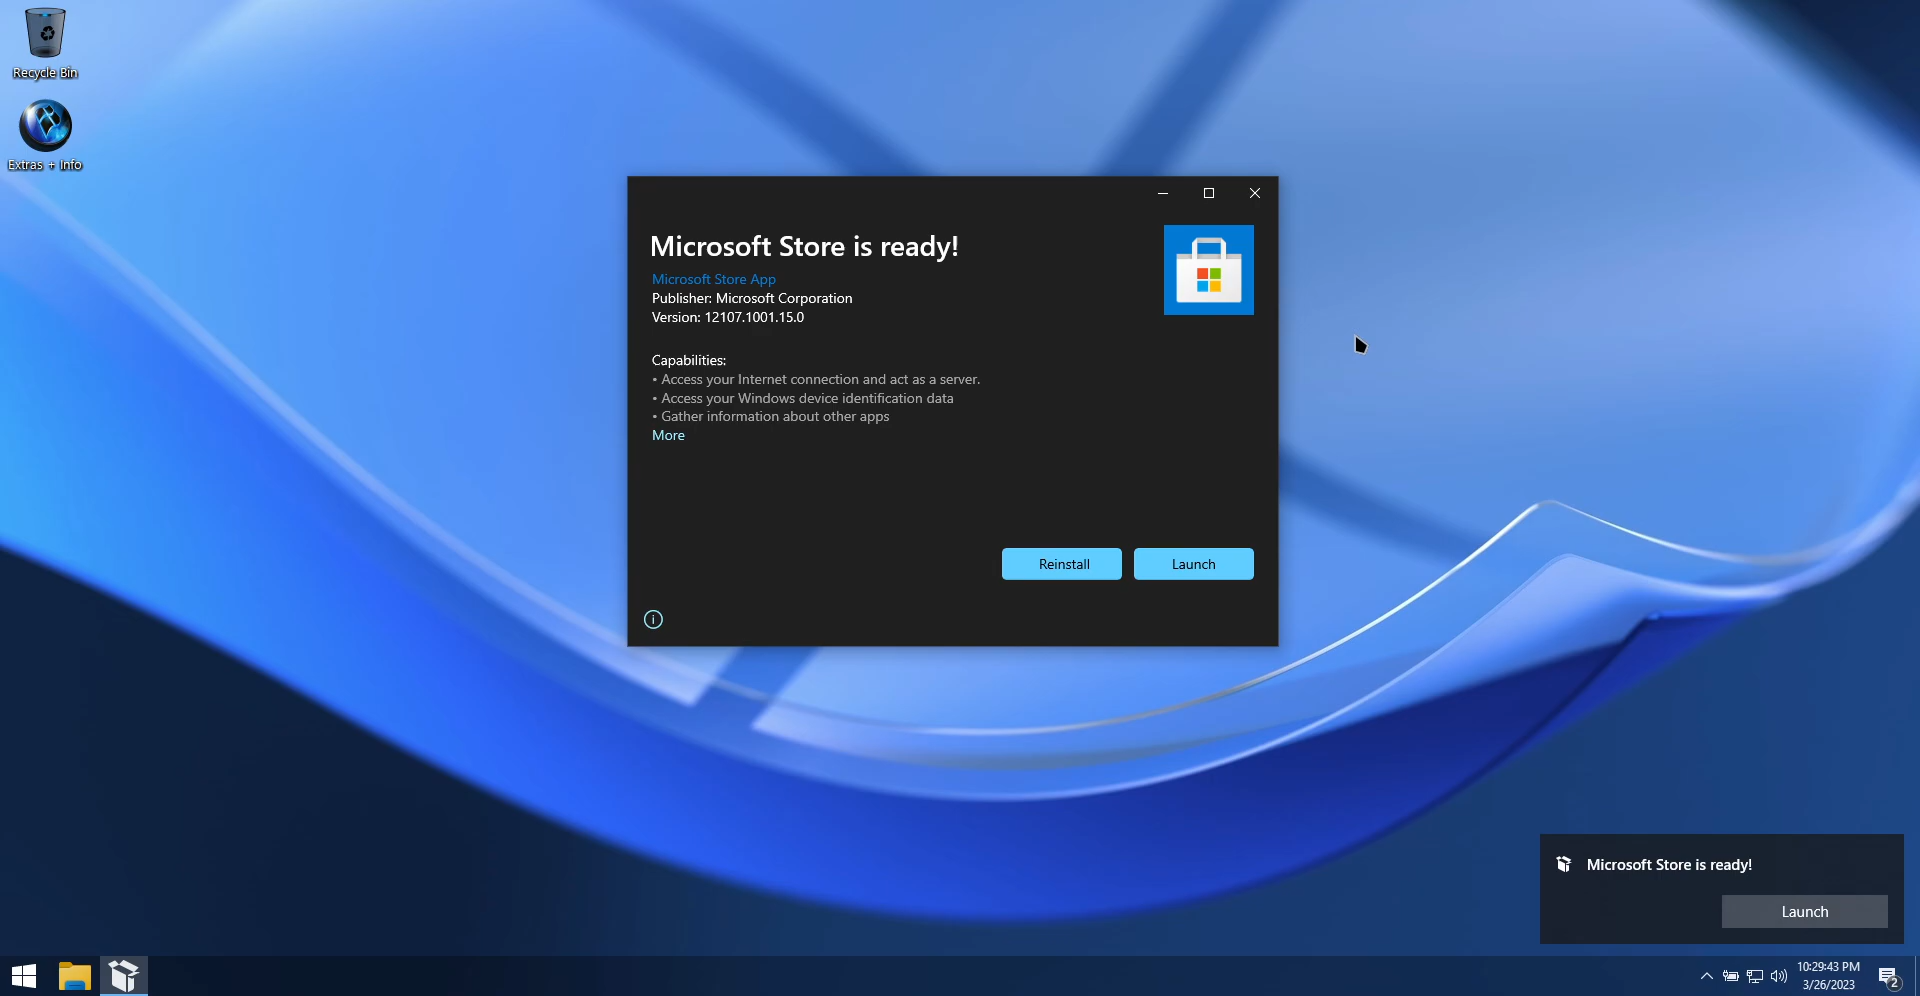 Recycle Bin
Extras + Info
Microsoft Store is ready!
Microsoft Store App
Publisher: Microsoft Corporation
Version: 12107.1001.15.0
Capabilities:
• Access your Internet connection and act as a server.
• Access your Windows device identification data
• Gather information about other apps
More
Reinstall
Launch
Microsoft Store is ready!
Launch
10:29:43 PM
3/26/2023
2